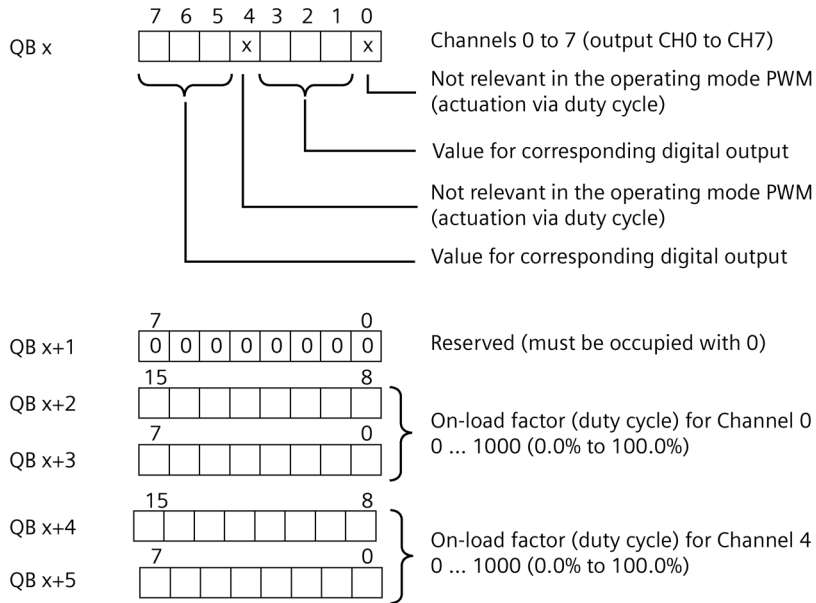 7 6 5 4 3 2 1 0
QB x x x Channels 0 to 7 (output CH0 to CH7)
Not relevant in the operating mode PWM
(actuation via duty cycle)
Value for corresponding digital output
Not relevant in the operating mode PWM
(actuation via duty cycle)
Value for corresponding digital output
7 0
QB x+1 0 0 0 0 0 0 0 0 Reserved (must be occupied with 0)
15 8
QB x+2
On-load factor (duty cycle) for Channel 0
7 0
0 ... 1000 (0.0% to 100.0%)
QB x+3
15 8
QB x+4
On-load factor (duty cycle) for Channel 4
7 0
0 ... 1000 (0.0% to 100.0%)
QB x+5